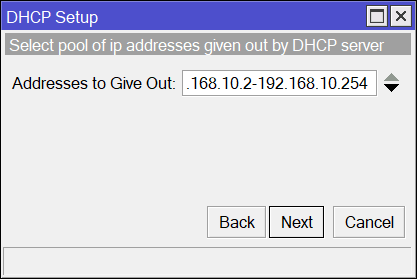 DHCP Setup
Select pool of ip addresses given out by DHCP server
Addresses to Give Out: .168.10.2-192.168.10.254
Back Next Cancel